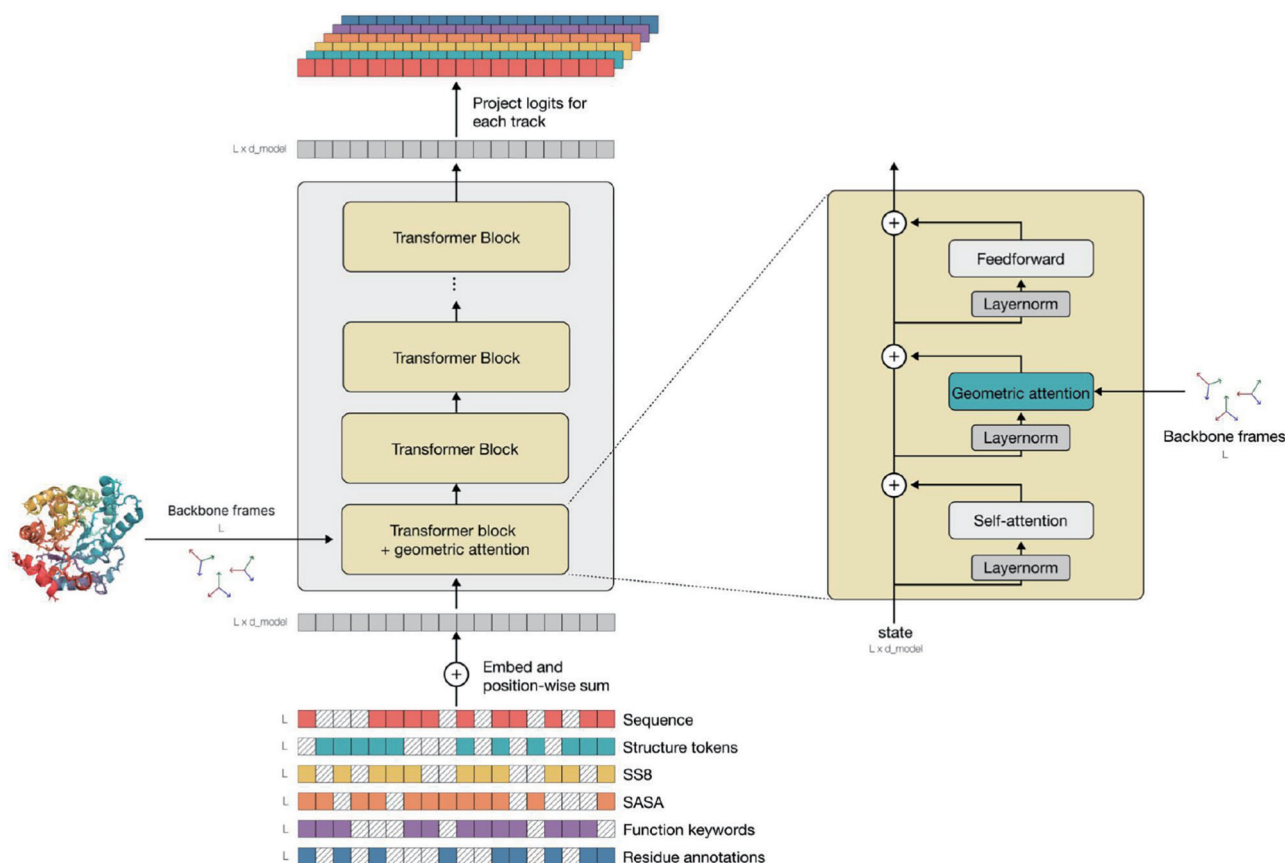 Project logits for
each track
L x d_model
Transformer Block
Transformer Block
Transformer Block
Transformer block
+ geometric attention
Backbone frames
L
L x d_model
Embed and
position-wise sum
L
Sequence
L
Structure tokens
L
SS8
L
SASA
L
Function keywords
L
Residue annotations
Feedforward
Layernorm
Geometric attention
Layernorm
Backbone frames
L
Self-attention
Layernorm
state
L x d_model